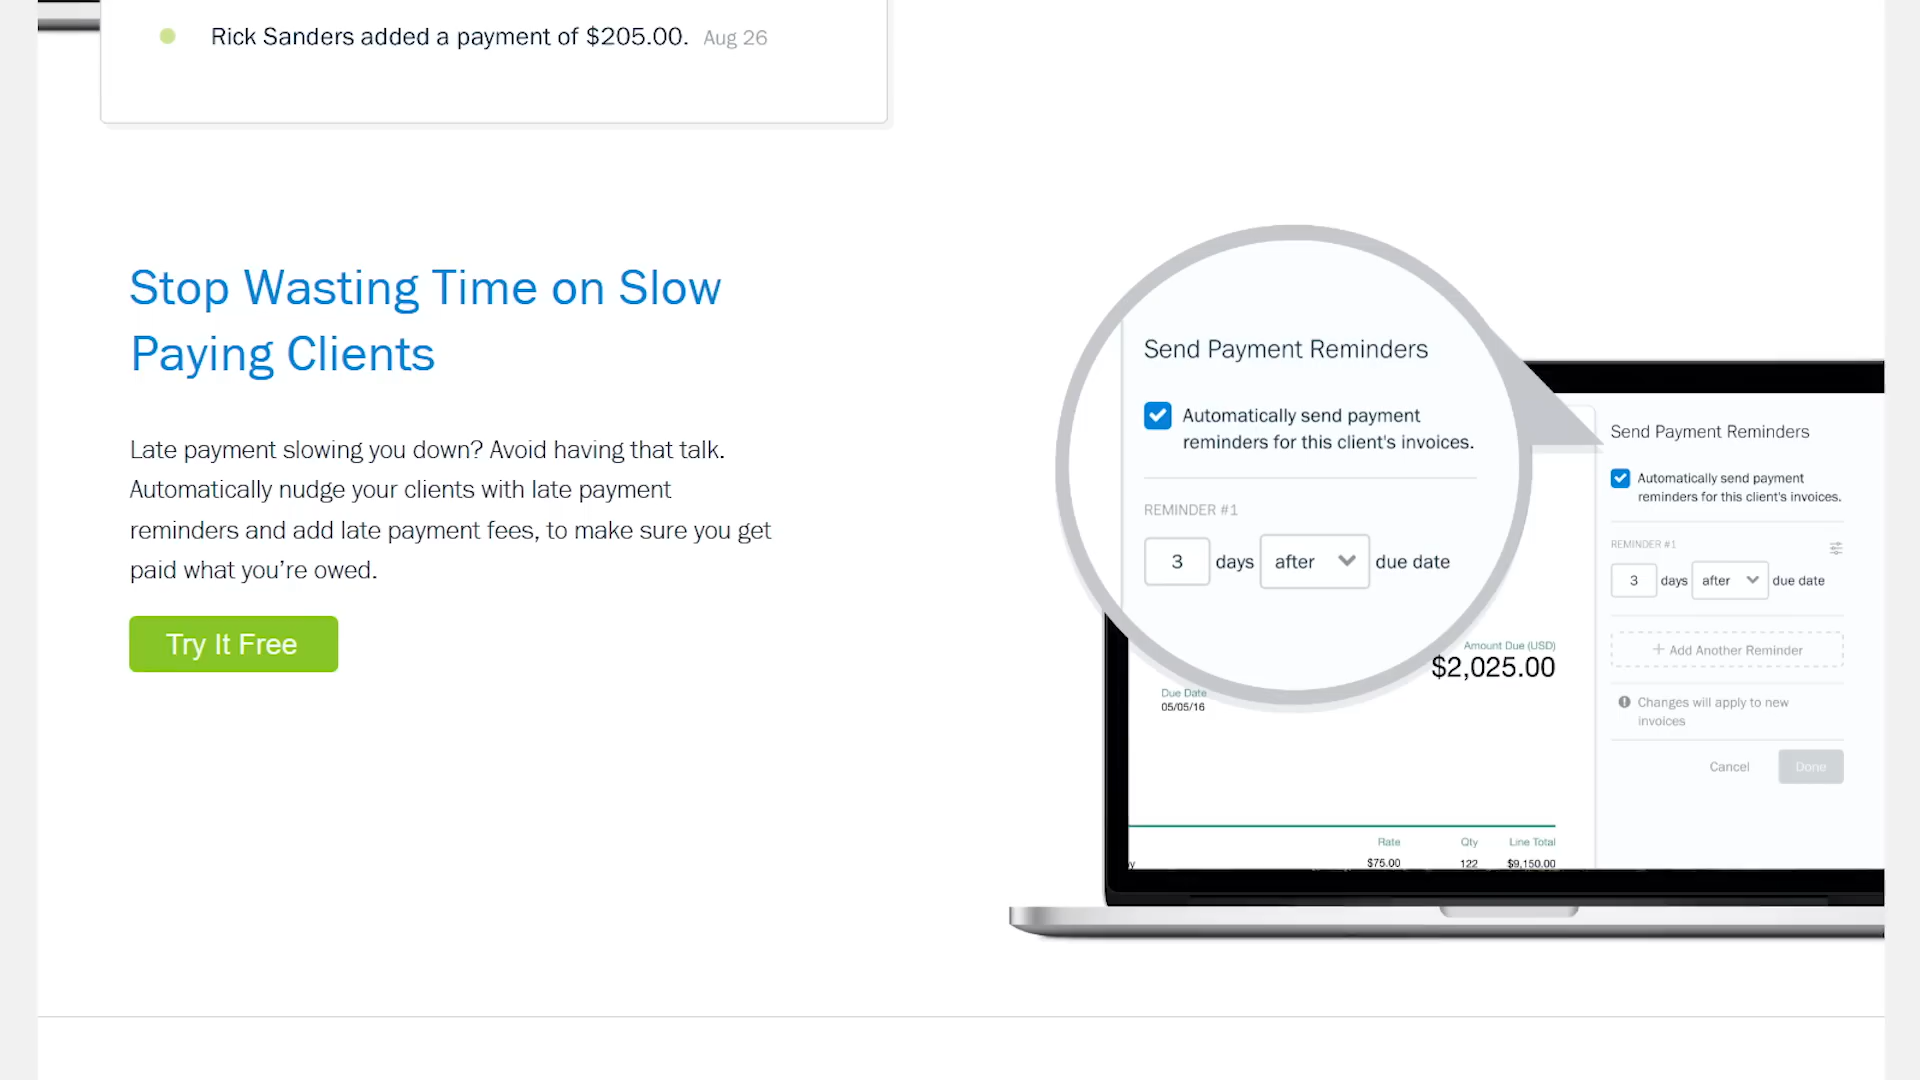 Rick Sanders added a payment of $205.00. Aug 26
Stop Wasting Time on Slow
Paying Clients
Late payment slowing you down? Avoid having that talk.
Automatically nudge your clients with late payment
reminders and add late payment fees, to make sure you get
paid what you’re owed.
Try It Free
Send Payment Reminders
Automatically send payment
reminders for this client's invoices.
REMINDER #1
3 days after due date
Amount Due (USD)
$2,025.00
Due Date
05/05/16
Rate Qty Line Total
$75.00 122 $9,150.00
Send Payment Reminders
Automatically send payment
reminders for this client's invoices.
REMINDER #1
3 days after due date
+ Add Another Reminder
Changes will apply to new
invoices
Cancel Done